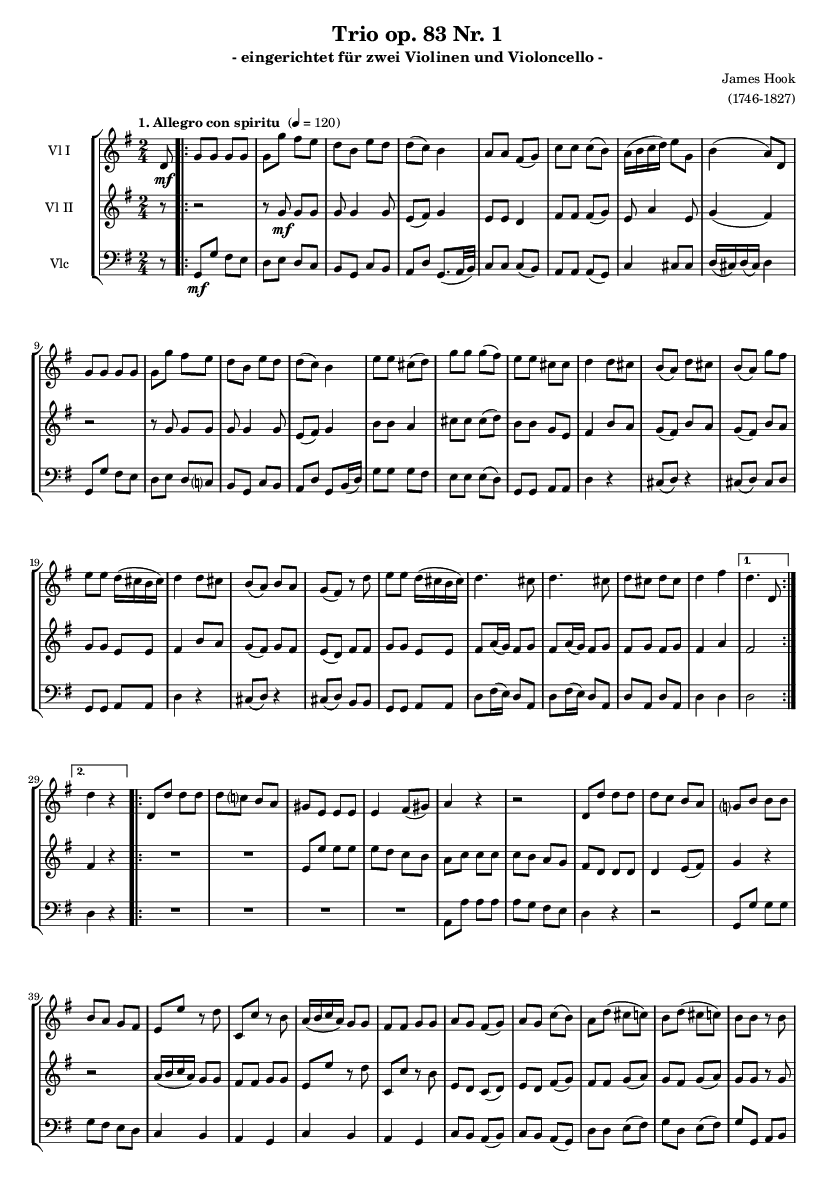 Trio op. 83 Nr. 1
- eingerichtet für zwei Violinen und Violoncello -
James Hook
(1746-1827)
1. Allegro con spiritu (♩ = 120)
Vl I
mf
Vl II
mf
Vlc
mf
9
19
1.
29
2.
39